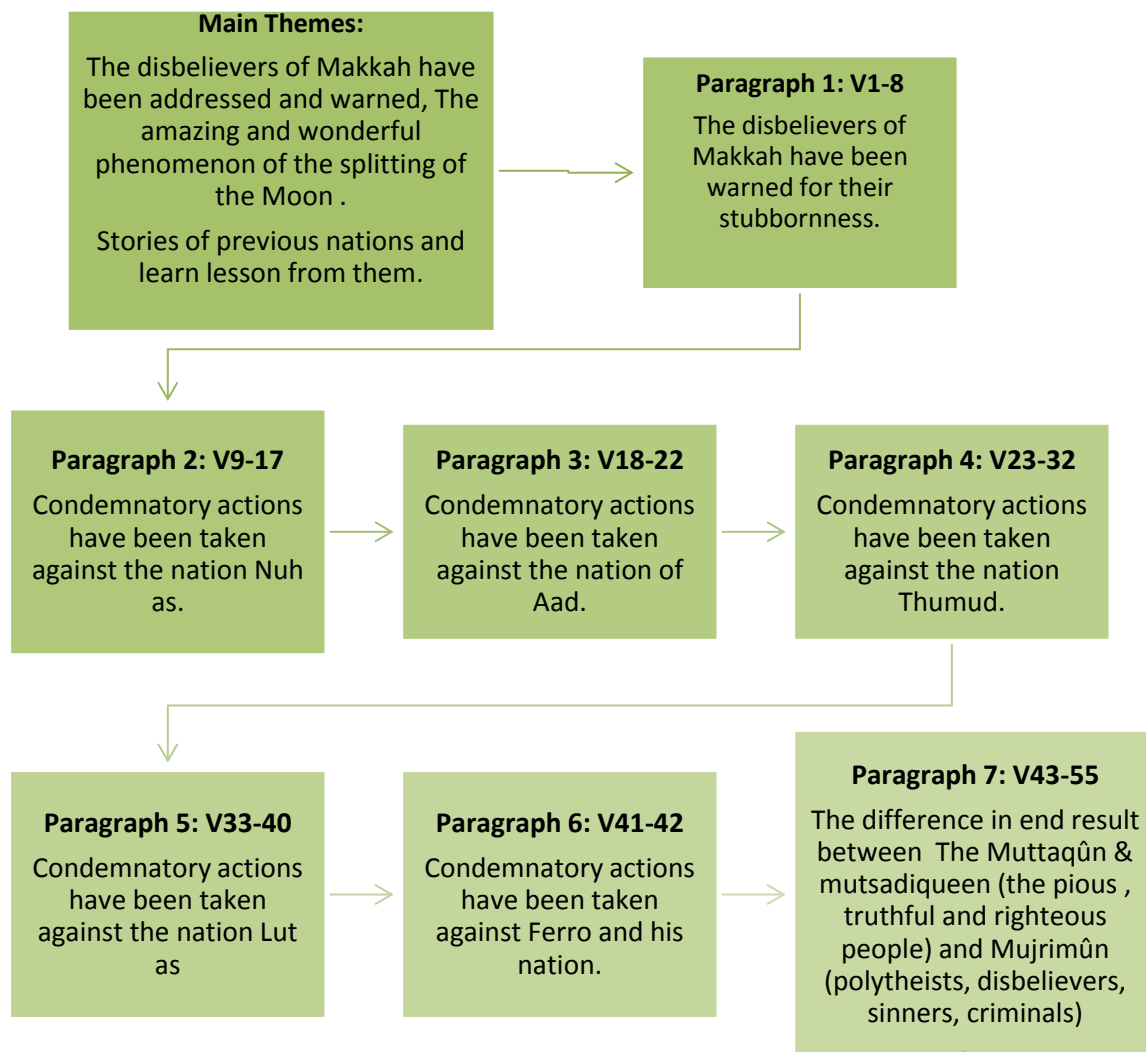 Main Themes:
The disbelievers of Makkah have
been addressed and warned, The
amazing and wonderful
phenomenon of the splitting of
the Moon .
Stories of previous nations and
learn lesson from them.
Paragraph 1: V1-8
The disbelievers of
Makkah have been
warned for their
stubbornness.
Paragraph 2: V9-17
Condemnatory actions
have been taken
against the nation Nuh
as.
Paragraph 3: V18-22
Condemnatory actions
have been taken
against the nation of
Aad.
Paragraph 4: V23-32
Condemnatory actions
have been taken
against the nation
Thumud.
Paragraph 5: V33-40
Condemnatory actions
have been taken
against the nation Lut
as
Paragraph 6: V41-42
Condemnatory actions
have been taken
against Ferro and his
nation.
Paragraph 7: V43-55
The difference in end result
between The Muttaqûn &
mutsadiqueen (the pious ,
truthful and righteous
people) and Mujrimûn
(polytheists, disbelievers,
sinners, criminals)